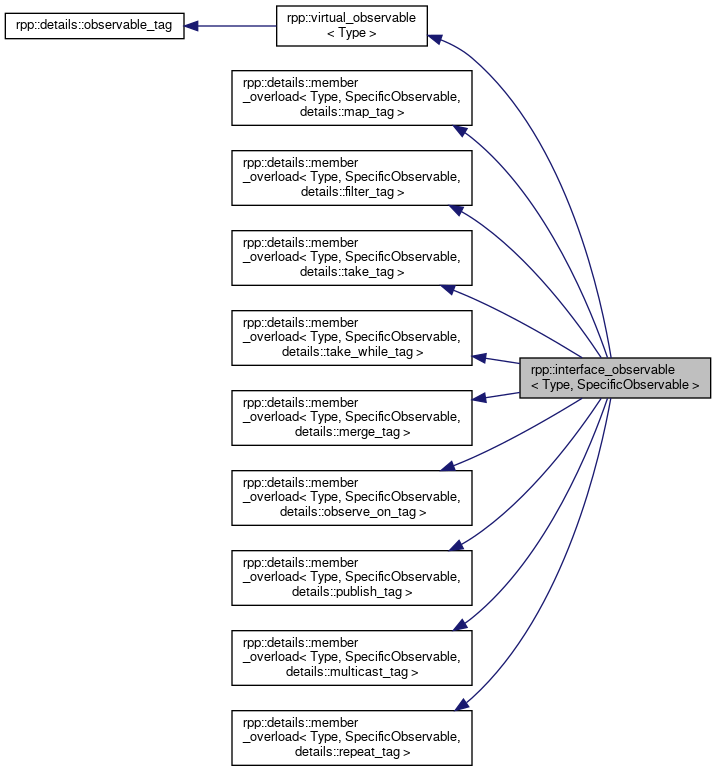 rpp::details::observable_tag
rpp::virtual_observable
< Type >
rpp::details::member
_overload< Type, SpecificObservable,
details::map_tag >
rpp::details::member
_overload< Type, SpecificObservable,
details::filter_tag >
rpp::details::member
_overload< Type, SpecificObservable,
details::take_tag >
rpp::details::member
_overload< Type, SpecificObservable,
details::take_while_tag >
rpp::interface_observable
< Type, SpecificObservable >
rpp::details::member
_overload< Type, SpecificObservable,
details::merge_tag >
rpp::details::member
_overload< Type, SpecificObservable,
details::observe_on_tag >
rpp::details::member
_overload< Type, SpecificObservable,
details::publish_tag >
rpp::details::member
_overload< Type, SpecificObservable,
details::multicast_tag >
rpp::details::member
_overload< Type, SpecificObservable,
details::repeat_tag >